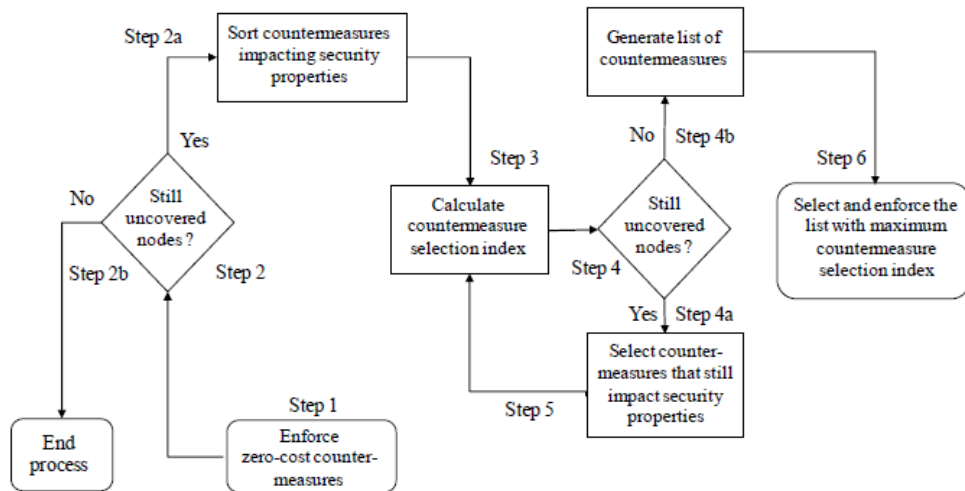 Step 2a
Sort countermeasures
impacting security
properties
Generate list of
countermeasures
Yes
No
Still
uncovered
nodes ?
Step 2b
Step 2
Step 3
Calculate
countermeasure
selection index
No
Step 4b
Still
uncovered
nodes ?
Step 4
Step 6
Select and enforce the
list with maximum
countermeasure
selection index
Yes
Step 4a
Select counter-
measures that still
impact security
properties
Step 5
Step 1
Enforce
zero-cost counter-
measures
End
process